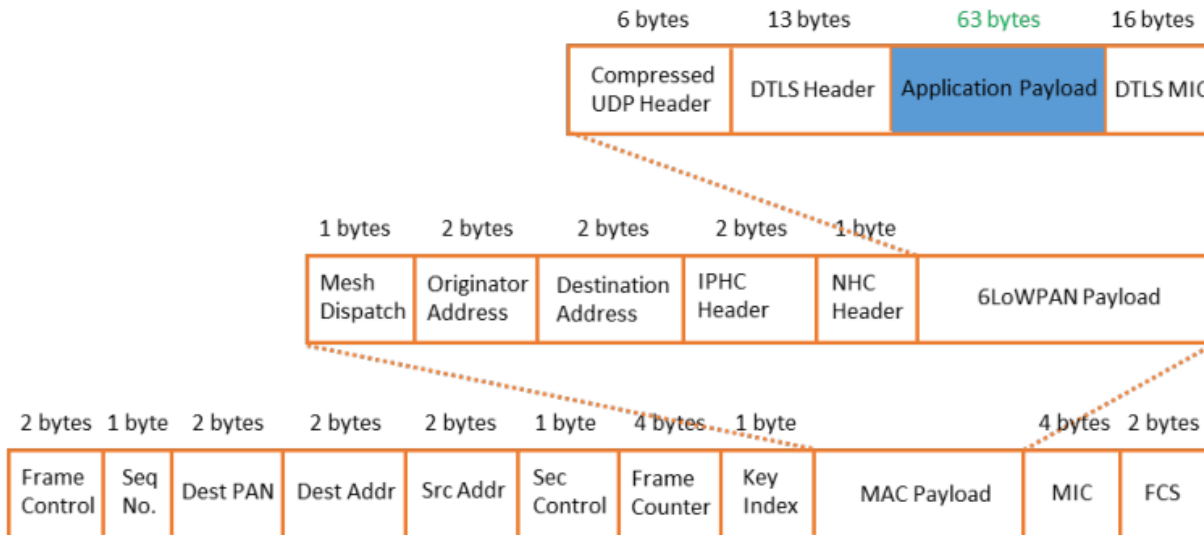 6 bytes 13 bytes 63 bytes 16 bytes
Compressed
UDP Header
DTLS Header
Application Payload
DTLS MIC
1 bytes 2 bytes 2 bytes 2 bytes 1 byte
Mesh
Dispatch
Originator
Address
Destination
Address
IPHC
Header
NHC
Header
6LoWPAN Payload
2 bytes 1 byte 2 bytes 2 bytes 2 bytes 1 byte 4 bytes 1 byte 4 bytes 2 bytes
Frame
Control
Seq
No.
Dest PAN
Dest Addr
Src Addr
Sec
Control
Frame
Counter
Key
Index
MAC Payload
MIC
FCS